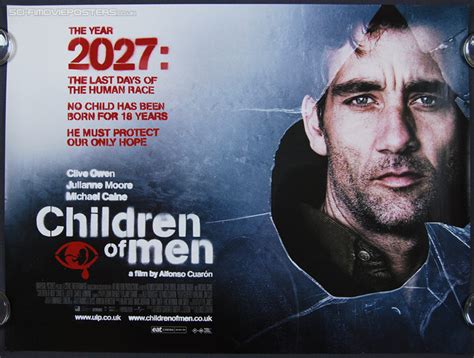 THE YEAR
2027:
THE LAST DAYS OF
THE HUMAN RACE
NO CHILD HAS BEEN
BORN FOR 18 YEARS
HE MUST PROTECT
OUR ONLY HOPE
Clive Owen
Julianne Moore
Michael Caine
Children
of men
a film by Alfonso Cuarón
www.uip.co.uk
www.childrenofmen.co.uk